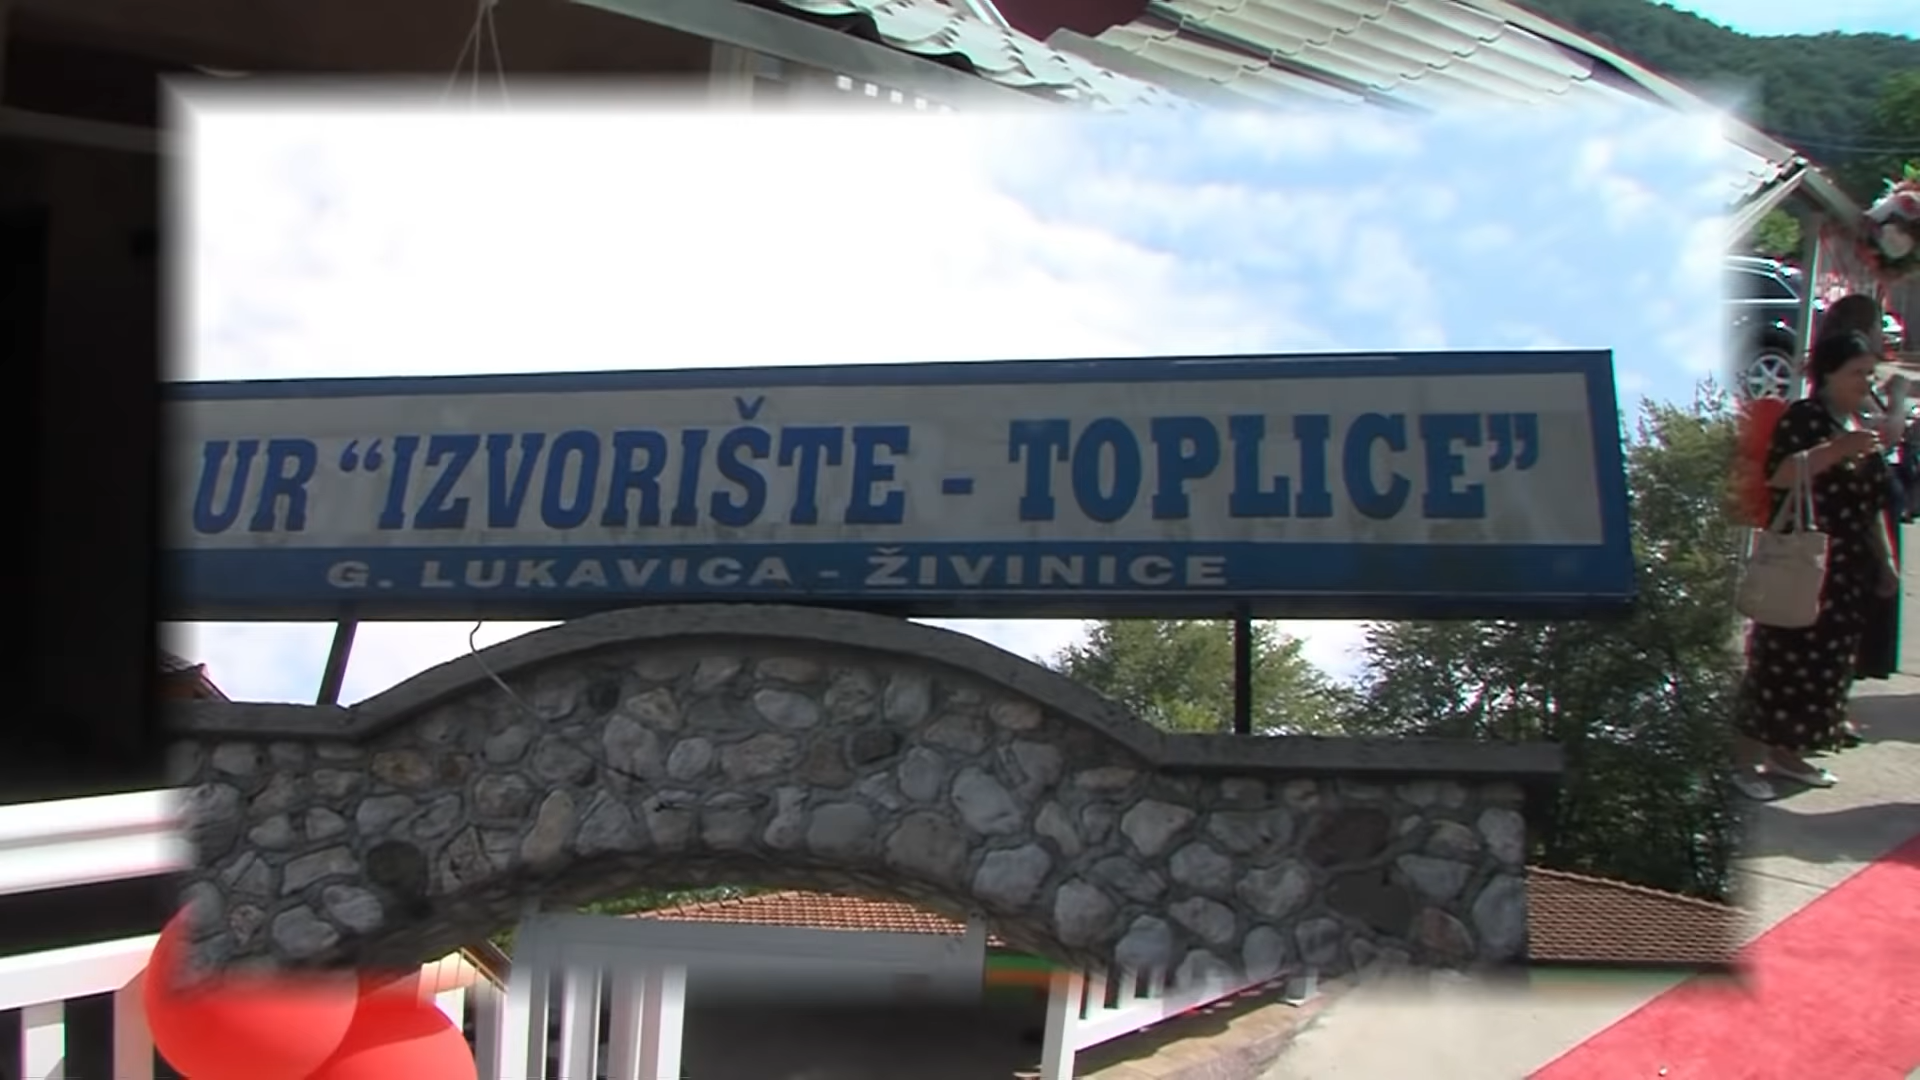 UR “IZVORIŠTE - TOPLICE”
G. LUKAVICA - ŽIVINICE